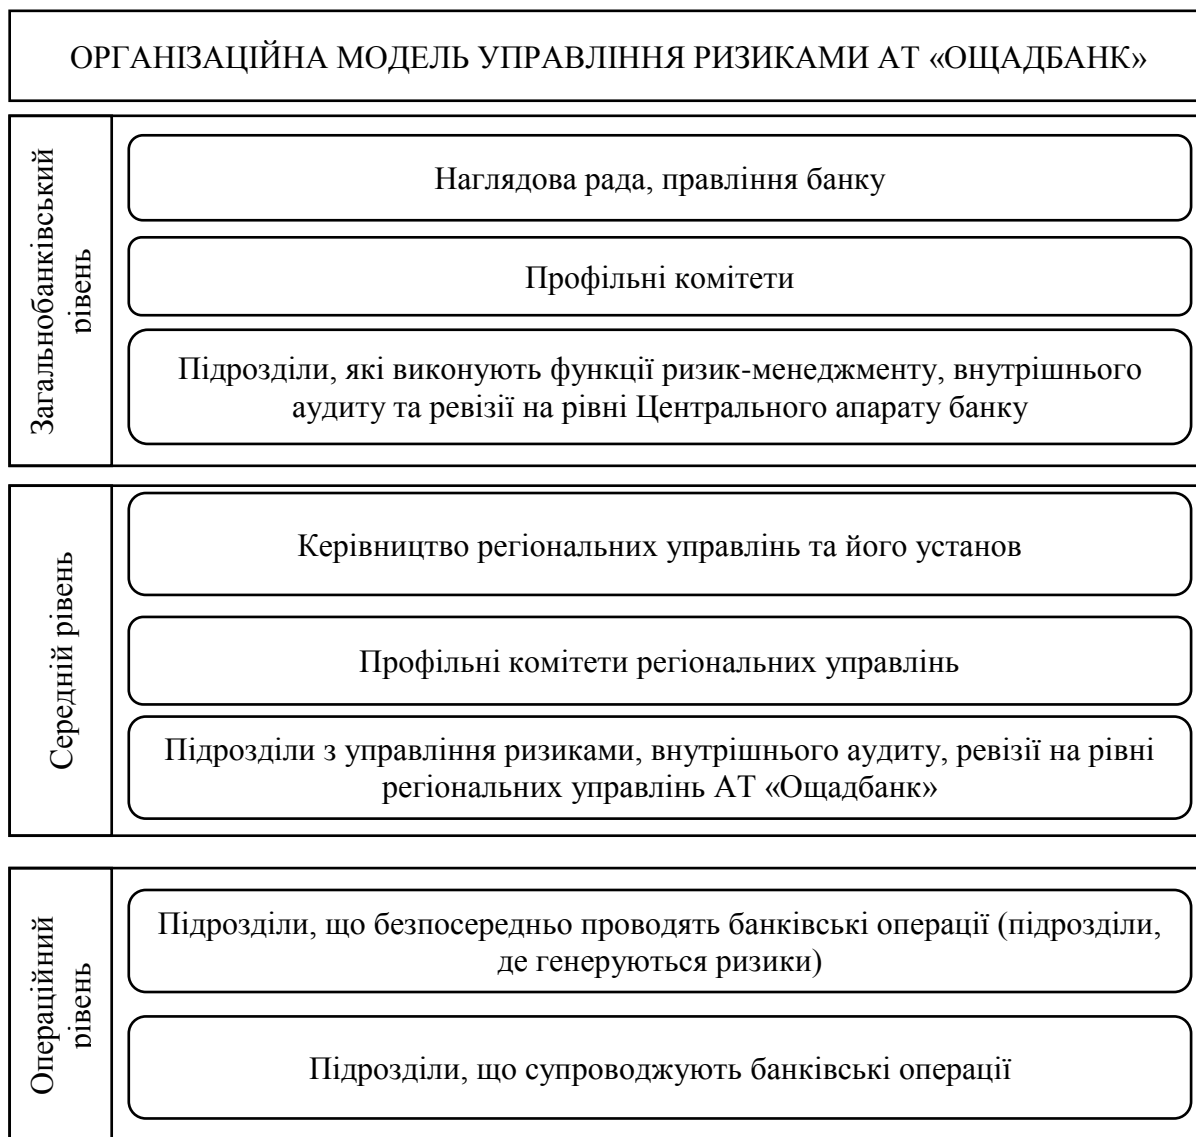 ОРГАНІЗАЦІЙНА МОДЕЛЬ УПРАВЛІННЯ РИЗИКАМИ АТ «ОЩАДБАНК»
Загальнобанківський
рівень
Наглядова рада, правління банку
Профільні комітети
Підрозділи, які виконують функції ризик-менеджменту, внутрішнього
аудиту та ревізії на рівні Центрального апарату банку
Середній рівень
Керівництво регіональних управлінь та його установ
Профільні комітети регіональних управлінь
Підрозділи з управління ризиками, внутрішнього аудиту, ревізії на рівні
регіональних управлінь АТ «Ощадбанк»
Операційний
рівень
Підрозділи, що безпосередньо проводять банківські операції (підрозділи,
де генеруються ризики)
Підрозділи, що супроводжують банківські операції